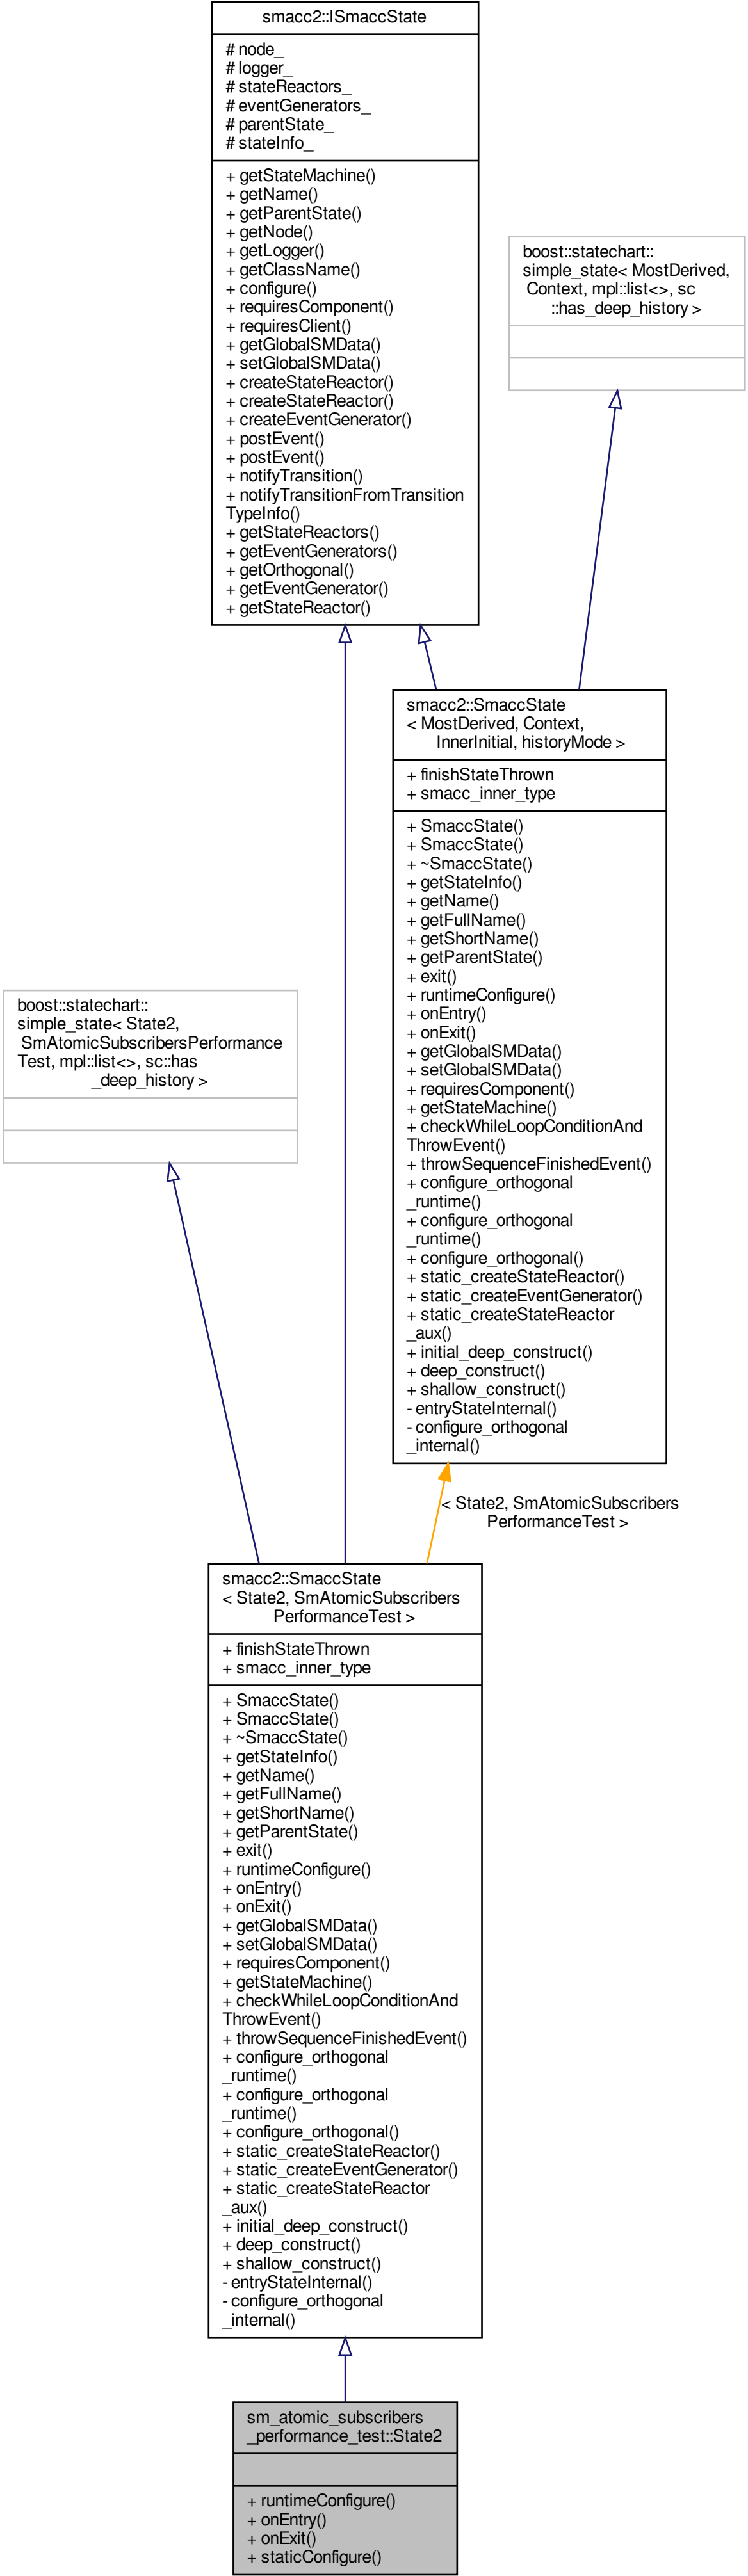 smacc2::ISmaccState
# node_
# logger_
# stateReactors_
# eventGenerators_
# parentState_
# stateInfo_
+ getStateMachine()
+ getName()
+ getParentState()
+ getNode()
+ getLogger()
+ getClassName()
+ configure()
+ requiresComponent()
+ requiresClient()
+ getGlobalSMData()
+ setGlobalSMData()
+ createStateReactor()
+ createStateReactor()
+ createEventGenerator()
+ postEvent()
+ postEvent()
+ notifyTransition()
+ notifyTransitionFromTransition
TypeInfo()
+ getStateReactors()
+ getEventGenerators()
+ getOrthogonal()
+ getEventGenerator()
+ getStateReactor()
boost::statechart::
simple_state< MostDerived,
Context, mpl::list<>, sc
::has_deep_history >
smacc2::SmaccState
< MostDerived, Context,
InnerInitial, historyMode >
+ finishStateThrown
+ smacc_inner_type
+ SmaccState()
+ SmaccState()
+ ~SmaccState()
+ getStateInfo()
+ getName()
+ getFullName()
+ getShortName()
+ getParentState()
+ exit()
+ runtimeConfigure()
+ onEntry()
+ onExit()
+ getGlobalSMData()
+ setGlobalSMData()
+ requiresComponent()
+ getStateMachine()
+ checkWhileLoopConditionAnd
ThrowEvent()
+ throwSequenceFinishedEvent()
+ configure_orthogonal
_runtime()
+ configure_orthogonal
_runtime()
+ configure_orthogonal()
+ static_createStateReactor()
+ static_createEventGenerator()
+ static_createStateReactor
_aux()
+ initial_deep_construct()
+ deep_construct()
+ shallow_construct()
- entryStateInternal()
- configure_orthogonal
_internal()
boost::statechart::
simple_state< State2,
SmAtomicSubscribersPerformance
Test, mpl::list<>, sc::has
_deep_history >
< State2, SmAtomicSubscribers
PerformanceTest >
smacc2::SmaccState
< State2, SmAtomicSubscribers
PerformanceTest >
+ finishStateThrown
+ smacc_inner_type
+ SmaccState()
+ SmaccState()
+ ~SmaccState()
+ getStateInfo()
+ getName()
+ getFullName()
+ getShortName()
+ getParentState()
+ exit()
+ runtimeConfigure()
+ onEntry()
+ onExit()
+ getGlobalSMData()
+ setGlobalSMData()
+ requiresComponent()
+ getStateMachine()
+ checkWhileLoopConditionAnd
ThrowEvent()
+ throwSequenceFinishedEvent()
+ configure_orthogonal
_runtime()
+ configure_orthogonal
_runtime()
+ configure_orthogonal()
+ static_createStateReactor()
+ static_createEventGenerator()
+ static_createStateReactor
_aux()
+ initial_deep_construct()
+ deep_construct()
+ shallow_construct()
- entryStateInternal()
- configure_orthogonal
_internal()
sm_atomic_subscribers
_performance_test::State2
+ runtimeConfigure()
+ onEntry()
+ onExit()
+ staticConfigure()